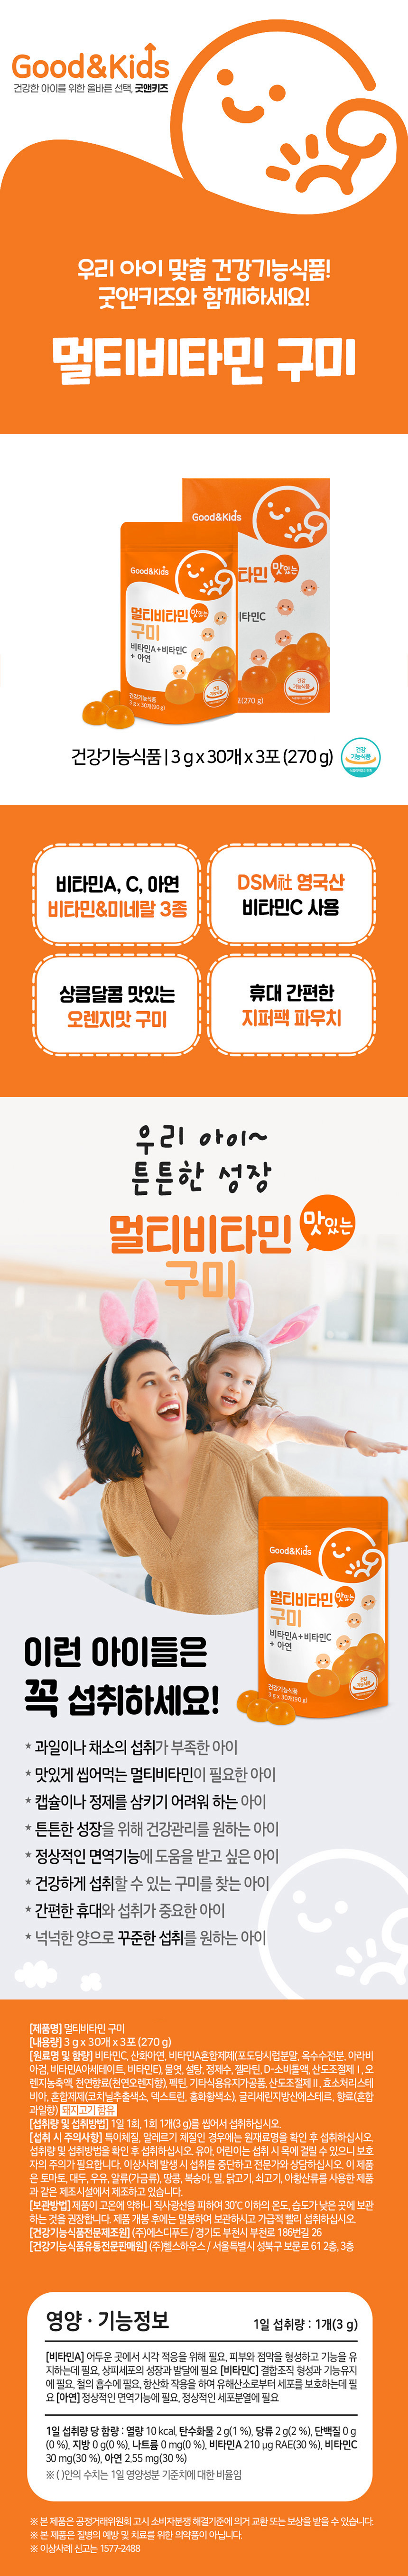 Good&Kids
건강한 아이를 위한 올바른 선택, 굿앤키즈
우리 아이 맞춤 건강기능식품!
굿앤키즈와 함께하세요!
멀티비타민 구미
Good&Kids
Good&Kids
타민 맛있는
멀티비타민 맛있는
구미
비타민A+비타민C
+ 아연
비타민C
건강기능식품
3 g x 30개(90 g)
(270 g)
건강기능식품 | 3 g x 30개 x 3포 (270 g)
건강
기능식품
비타민A, C, 아연
비타민&미네랄 3종
DSM社 영국산
비타민C 사용
상큼달콤 맛있는
오렌지맛 구미
휴대 간편한
지퍼팩 파우치
우리 아이~
튼튼한 성장
멀티비타민 맛있는
구미
Good&Kids
멀티비타민 맛있는
구미
비타민A+비타민C
+ 아연
건강기능식품
3 g x 30개(90 g)
이런 아이들은
꼭 섭취하세요!
* 과일이나 채소의 섭취가 부족한 아이
* 맛있게 씹어먹는 멀티비타민이 필요한 아이
* 캡슐이나 정제를 삼키기 어려워 하는 아이
* 튼튼한 성장을 위해 건강관리를 원하는 아이
* 정상적인 면역기능에 도움을 받고 싶은 아이
* 건강하게 섭취할 수 있는 구미를 찾는 아이
* 간편한 휴대와 섭취가 중요한 아이
* 넉넉한 양으로 꾸준한 섭취를 원하는 아이
[제품명] 멀티비타민 구미
[내용량] 3 g x 30개 x 3포 (270 g)
[원료명 및 함량] 비타민C, 산화아연, 비타민A혼합제제(포도당시럽분말, 옥수수전분, 아라비
아검, 비타민A아세테이트, 비타민E), 물엿, 설탕, 정제수, 젤라틴, D-소비톨액, 산도조절제Ⅰ, 오
렌지농축액, 천연향료(천연오렌지향), 펙틴, 기타식용유지가공품, 산도조절제Ⅱ, 효소처리스테
비아, 혼합제제(코치닐추출색소, 덱스트린, 홍화황색소), 글리세린지방산에스테르, 향료(혼합
과일향) 돼지고기 함유
[섭취량 및 섭취방법] 1일 1회, 1회 1개(3 g)를 씹어서 섭취하십시오.
[섭취 시 주의사항] 특이체질, 알레르기 체질인 경우에는 원재료명을 확인 후 섭취하십시오.
섭취량 및 섭취방법을 확인 후 섭취하십시오. 유아, 어린이는 섭취 시 목에 걸릴 수 있으니 보호
자의 주의가 필요합니다. 이상사례 발생 시 섭취를 중단하고 전문가와 상담하십시오. 이 제품
은 토마토, 대두, 우유, 알류(가금류), 땅콩, 복숭아, 밀, 닭고기, 쇠고기, 아황산류를 사용한 제품
과 같은 제조시설에서 제조하고 있습니다.
[보관방법] 제품이 고온에 약하니 직사광선을 피하여 30℃ 이하의 온도, 습도가 낮은 곳에 보관
하는 것을 권장합니다. 제품 개봉 후에는 밀봉하여 보관하시고 가급적 빨리 섭취하십시오.
[건강기능식품전문제조원] (주)에스디푸드 / 경기도 부천시 부천로 186번길 26
[건강기능식품유통전문판매원] (주)헬스하우스 / 서울특별시 성북구 보문로 61 2층, 3층
영양 · 기능정보
1일 섭취량 : 1개(3 g)
[비타민A] 어두운 곳에서 시각 적응을 위해 필요, 피부와 점막을 형성하고 기능을 유
지하는데 필요, 상피세포의 성장과 발달에 필요 [비타민C] 결합조직 형성과 기능유지
에 필요, 철의 흡수에 필요, 항산화 작용을 하여 유해산소로부터 세포를 보호하는데 필
요 [아연] 정상적인 면역기능에 필요, 정상적인 세포분열에 필요
1일 섭취량 당 함량 : 열량 10 kcal, 탄수화물 2 g(1 %), 당류 2 g(2 %), 단백질 0 g
(0 %), 지방 0 g(0 %), 나트륨 0 mg(0 %), 비타민A 210 μg RAE(30 %), 비타민C
30 mg(30 %), 아연 2.55 mg(30 %)
※ ( )안의 수치는 1일 영양성분 기준치에 대한 비율임
※ 본 제품은 공정거래위원회 고시 소비자분쟁 해결기준에 의거 교환 또는 보상을 받을 수 있습니다.
※ 본 제품은 질병의 예방 및 치료를 위한 의약품이 아닙니다.
※ 이상사례 신고는 1577-2488